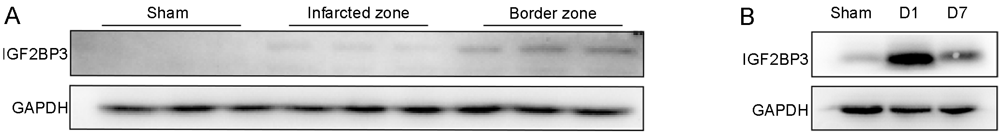 A
Sham Infarcted zone Border zone
IGF2BP3
GAPDH
B
Sham D1 D7
IGF2BP3
GAPDH